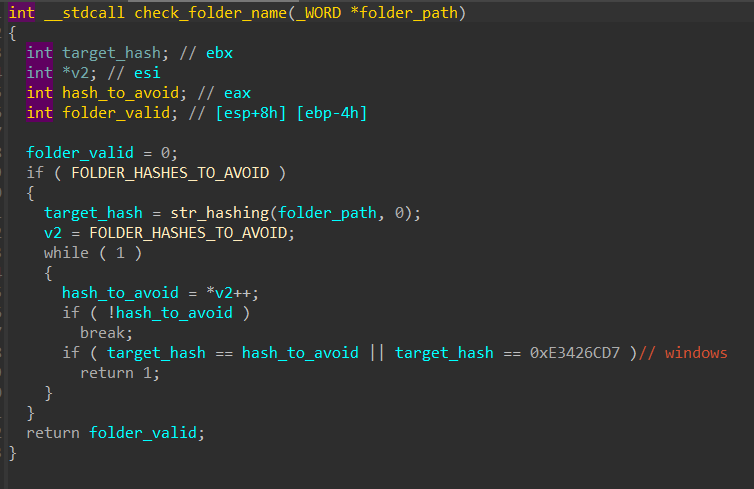 int __stdcall check_folder_name(_WORD *folder_path)
{
  int target_hash; // ebx
  int *v2; // esi
  int hash_to_avoid; // eax
  int folder_valid; // [esp+8h] [ebp-4h]

  folder_valid = 0;
  if ( FOLDER_HASHES_TO_AVOID )
  {
    target_hash = str_hashing(folder_path, 0);
    v2 = FOLDER_HASHES_TO_AVOID;
    while ( 1 )
    {
      hash_to_avoid = *v2++;
      if ( !hash_to_avoid )
        break;
      if ( target_hash == hash_to_avoid || target_hash == 0xE3426CD7 )// windows
        return 1;
    }
  }
  return folder_valid;
}